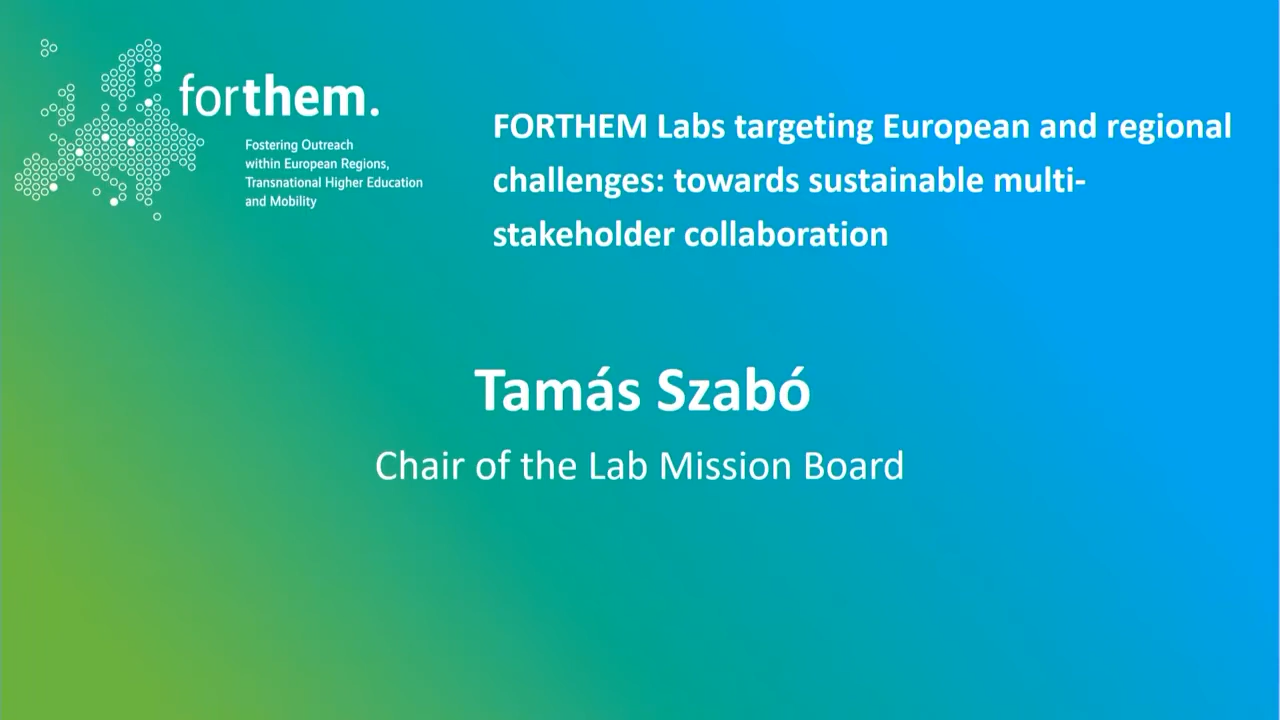 forthem.
Fostering Outreach
within European Regions,
Transnational Higher Education
and Mobility
FORTHEM Labs targeting European and regional
challenges: towards sustainable multi-
stakeholder collaboration
Tamás Szabó
Chair of the Lab Mission Board